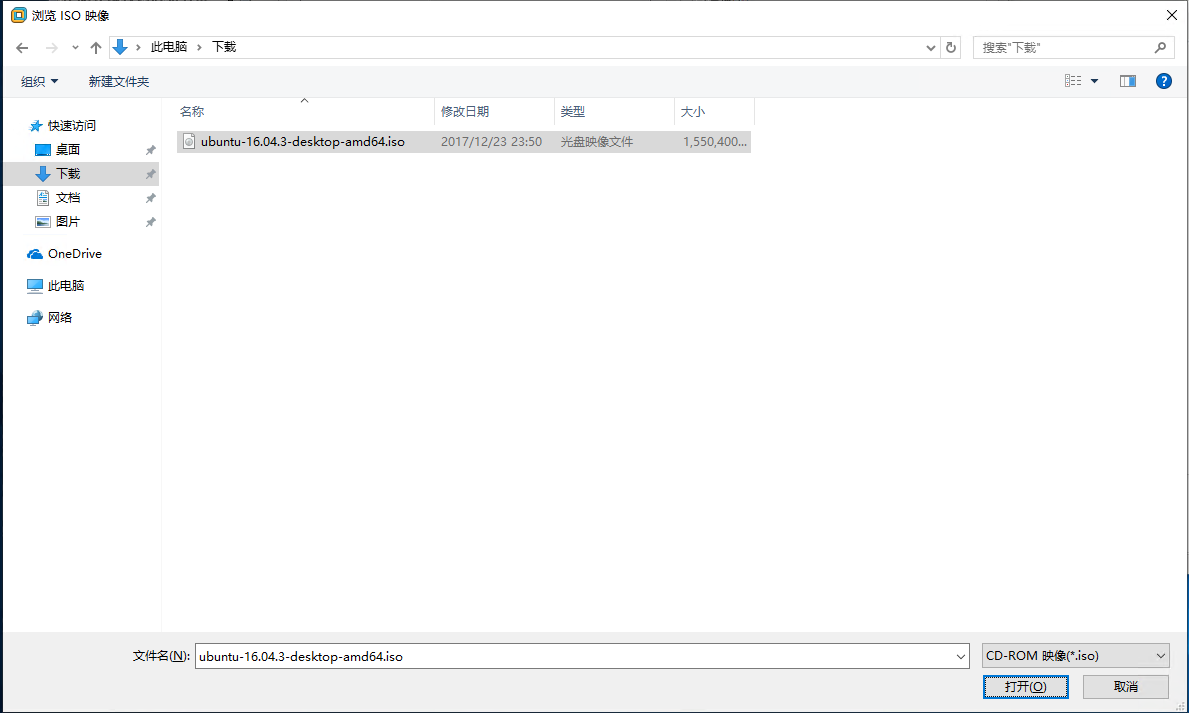 浏览 ISO 映像
此电脑 › 下载
搜索"下载"
组织 新建文件夹
名称 修改日期 类型 大小
ubuntu-16.04.3-desktop-amd64.iso 2017/12/23 23:50 光盘映像文件 1,550,400...
快速访问
桌面
下载
文档
图片
OneDrive
此电脑
网络
文件名(N): ubuntu-16.04.3-desktop-amd64.iso CD-ROM 映像(*.iso)
打开(O) 取消